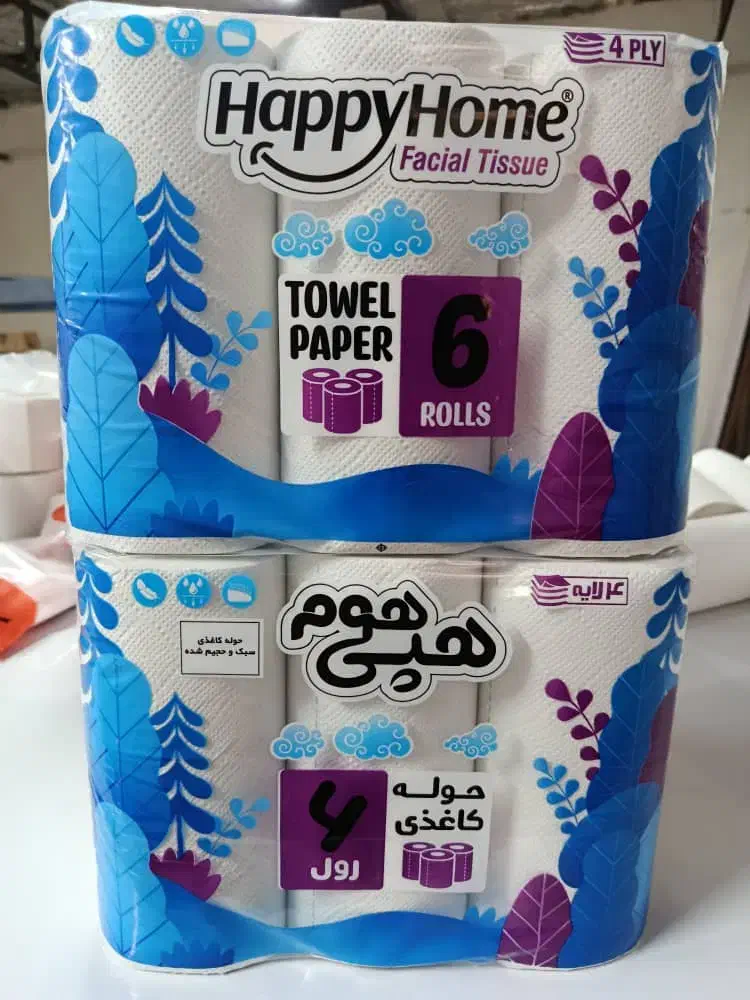 4 PLY
HappyHome®
Facial Tissue
TOWEL
PAPER
6
ROLLS
۴ لایه
هپی هوم
حوله کاغذی
سبک و حجیم شده
حوله
کاغذی
۶
رول